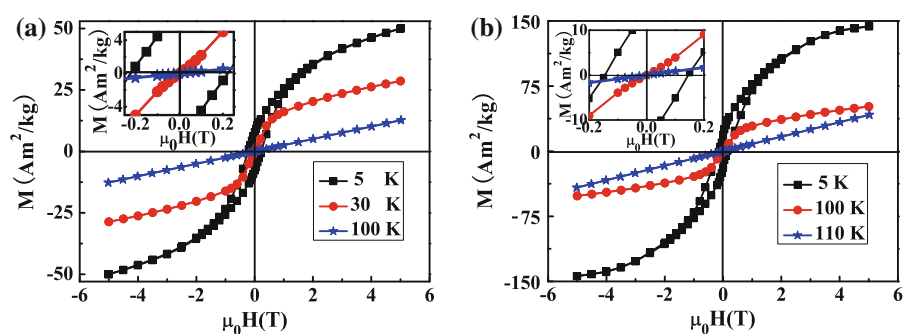 (a)
M (Am²/kg)
50
25
0
-25
-50
-6 -4 -2 0 2 4 6
μ₀H(T)
5 K
30 K
100 K
M (Am²/kg)
4
0
-4
-0.2 0.0 0.2
μ₀H(T)
(b)
M (Am²/kg)
150
75
0
-75
-150
-6 -4 -2 0 2 4 6
μ₀H(T)
5 K
100 K
110 K
M (Am²/kg)
10
0
-10
-0.2 0.0 0.2
μ₀H(T)